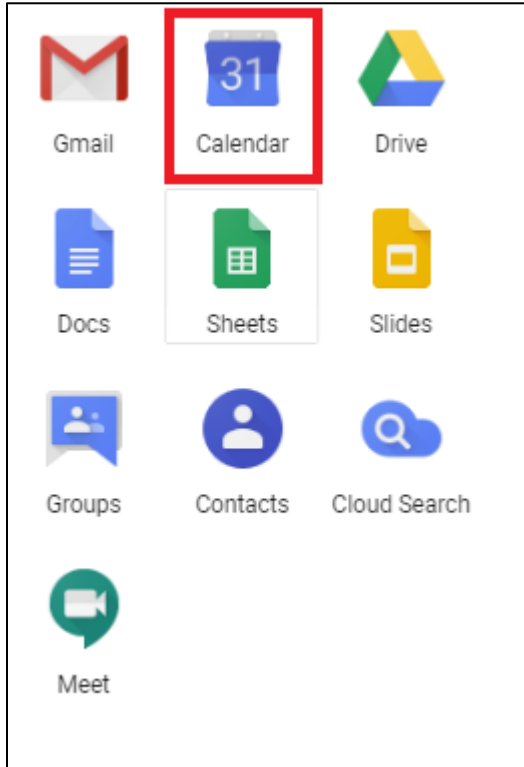 31
Gmail Calendar Drive
Docs Sheets Slides
Groups Contacts Cloud Search
Meet